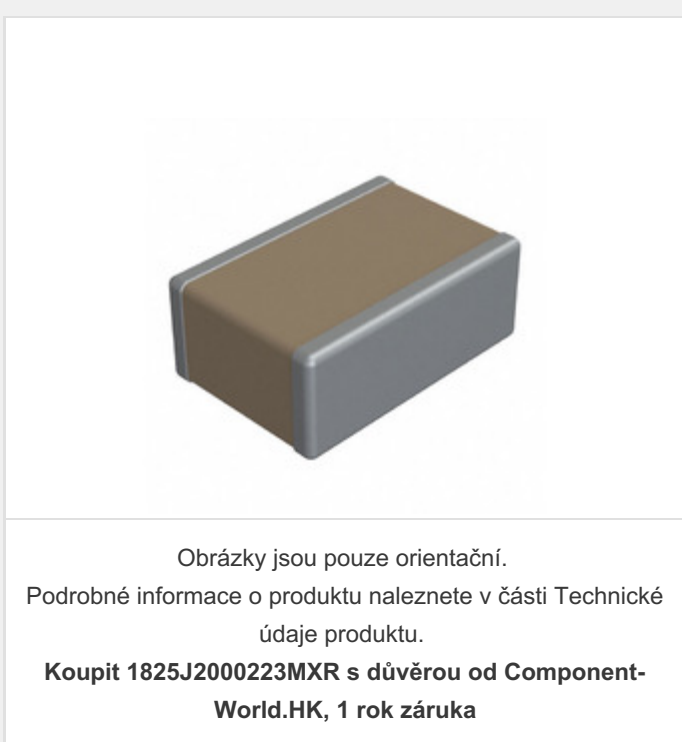 Obrázky jsou pouze orientační.
Podrobné informace o produktu naleznete v části Technické
údaje produktu.
Koupit 1825J2000223MXR s důvěrou od Component-
World.HK, 1 rok záruka